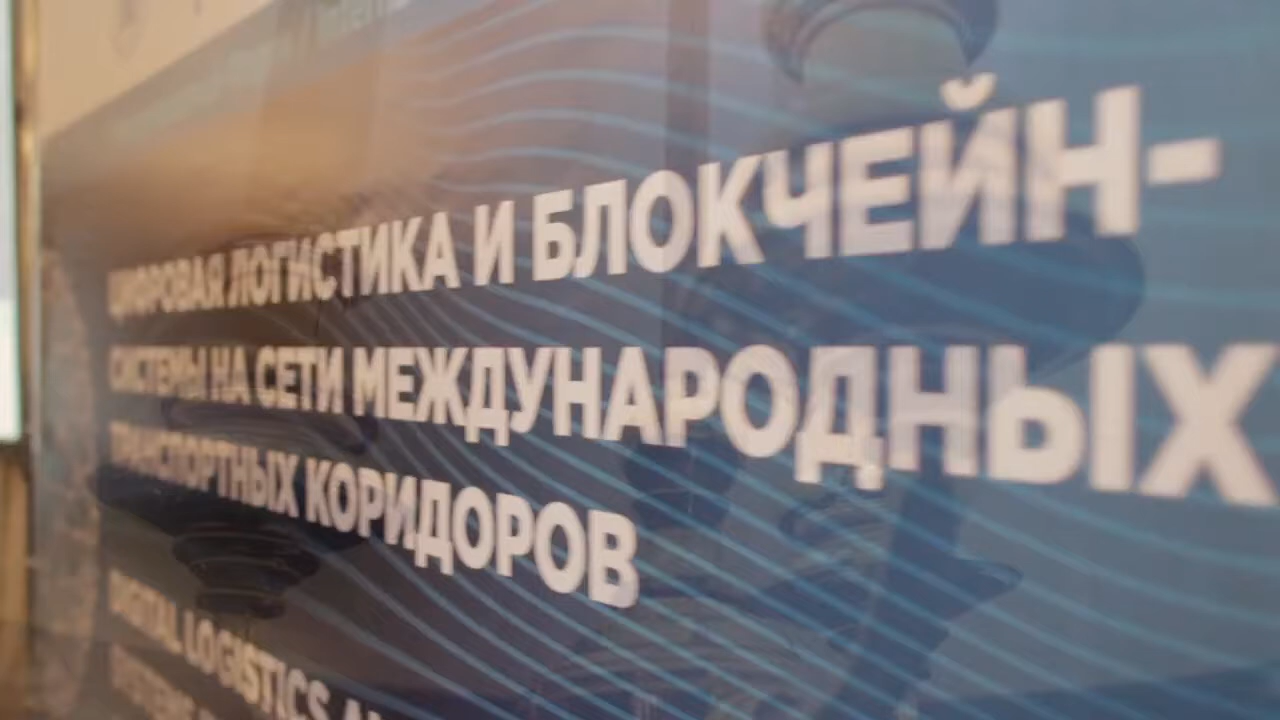 ЦИФРОВАЯ ЛОГИСТИКА И БЛОКЧЕЙН-
СИСТЕМЫ НА СЕТИ МЕЖДУНАРОДНЫХ
ТРАНСПОРТНЫХ КОРИДОРОВ
DIGITAL LOGISTICS